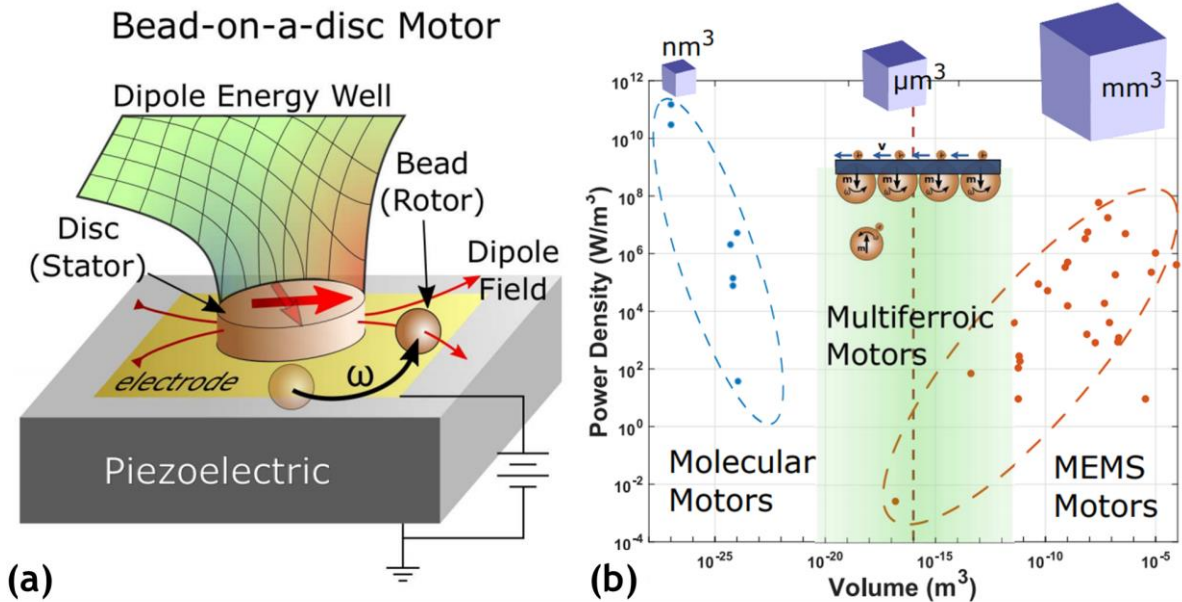 Bead-on-a-disc Motor
Dipole Energy Well
Bead
(Rotor)
Disc
(Stator)
Dipole
Field
electrode
ω
Piezoelectric
(a)
nm³
μm³
mm³
10¹²
10¹⁰
10⁸
10⁶
10⁴
10²
10⁰
10⁻²
10⁻⁴
Power Density (W/m³)
v
m m m m
ω ω ω ω
m
Multiferroic
Motors
Molecular
Motors
MEMS
Motors
10⁻²⁵ 10⁻²⁰ 10⁻¹⁵ 10⁻¹⁰ 10⁻⁵
Volume (m³)
(b)